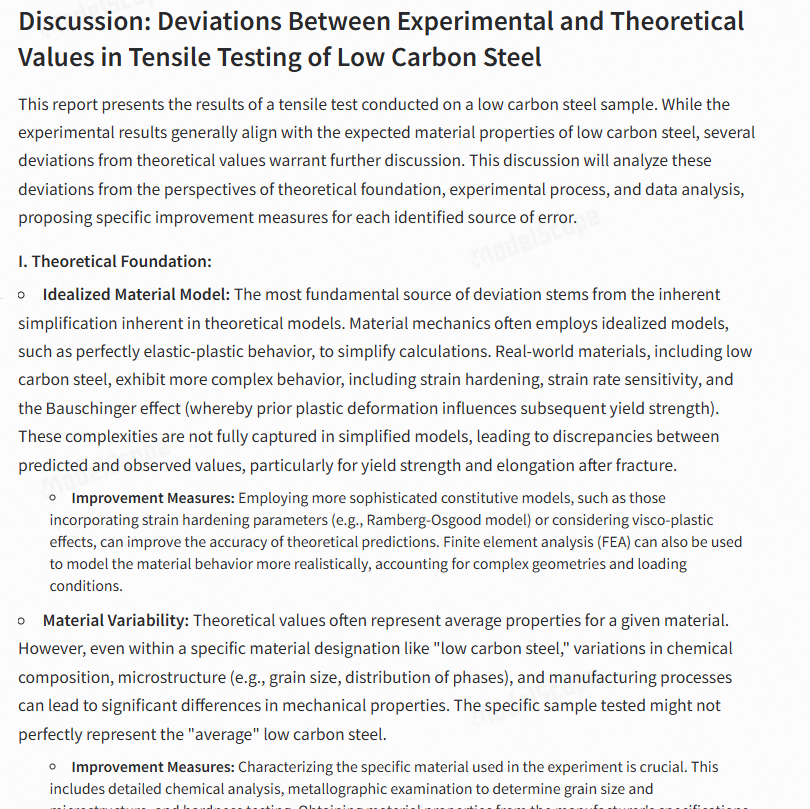 Discussion: Deviations Between Experimental and Theoretical
Values in Tensile Testing of Low Carbon Steel
This report presents the results of a tensile test conducted on a low carbon steel sample. While the
experimental results generally align with the expected material properties of low carbon steel, several
deviations from theoretical values warrant further discussion. This discussion will analyze these
deviations from the perspectives of theoretical foundation, experimental process, and data analysis,
proposing specific improvement measures for each identified source of error.
I. Theoretical Foundation:
Idealized Material Model: The most fundamental source of deviation stems from the inherent
simplification inherent in theoretical models. Material mechanics often employs idealized models,
such as perfectly elastic-plastic behavior, to simplify calculations. Real-world materials, including low
carbon steel, exhibit more complex behavior, including strain hardening, strain rate sensitivity, and
the Bauschinger effect (whereby prior plastic deformation influences subsequent yield strength).
These complexities are not fully captured in simplified models, leading to discrepancies between
predicted and observed values, particularly for yield strength and elongation after fracture.
Improvement Measures: Employing more sophisticated constitutive models, such as those
incorporating strain hardening parameters (e.g., Ramberg-Osgood model) or considering visco-plastic
effects, can improve the accuracy of theoretical predictions. Finite element analysis (FEA) can also be used
to model the material behavior more realistically, accounting for complex geometries and loading
conditions.
Material Variability: Theoretical values often represent average properties for a given material.
However, even within a specific material designation like "low carbon steel," variations in chemical
composition, microstructure (e.g., grain size, distribution of phases), and manufacturing processes
can lead to significant differences in mechanical properties. The specific sample tested might not
perfectly represent the "average" low carbon steel.
Improvement Measures: Characterizing the specific material used in the experiment is crucial. This
includes detailed chemical analysis, metallographic examination to determine grain size and
ModelScope
ModelScope
ModelScope